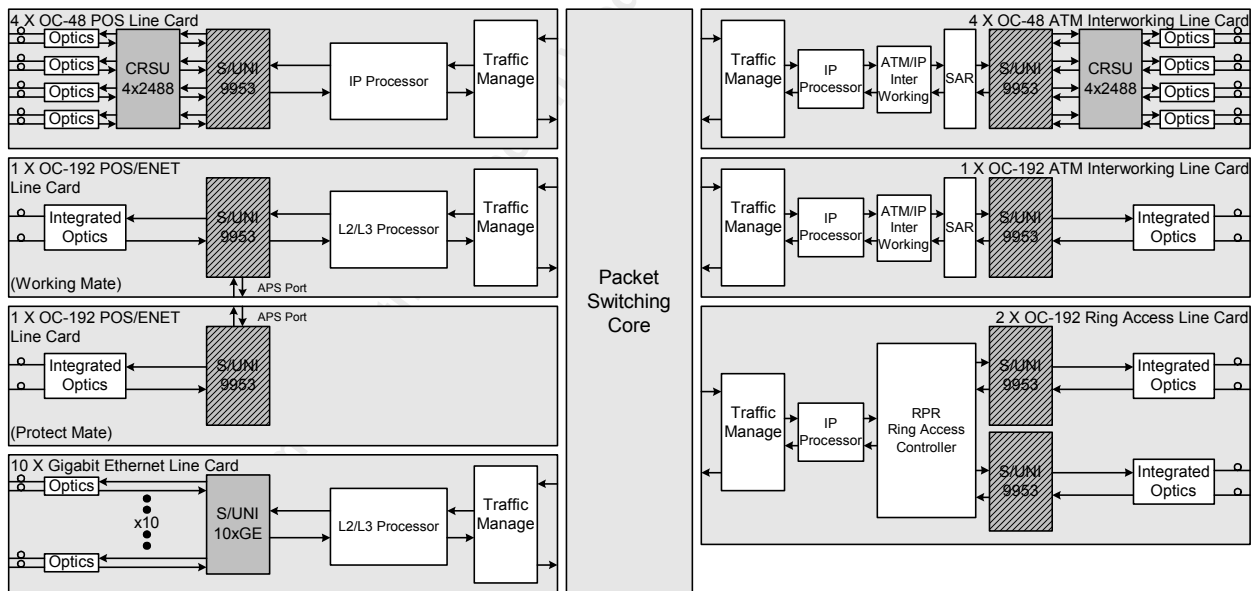 4 X OC-48 POS Line Card
Optics
Optics
Optics
Optics
CRSU
4x2488
S/UNI
9953
IP Processor
Traffic
Manage
1 X OC-192 POS/ENET
Line Card
Integrated
Optics
S/UNI
9953
L2/L3 Processor
Traffic
Manage
(Working Mate)
APS Port
1 X OC-192 POS/ENET
Line Card
APS Port
Integrated
Optics
S/UNI
9953
(Protect Mate)
10 X Gigabit Ethernet Line Card
Optics
x10
Optics
S/UNI
10xGE
L2/L3 Processor
Traffic
Manage
Packet
Switching
Core
4 X OC-48 ATM Interworking Line Card
Traffic
Manage
IP
Processor
ATM/IP
Inter
Working
SAR
S/UNI
9953
CRSU
4x2488
Optics
Optics
Optics
Optics
1 X OC-192 ATM Interworking Line Card
Traffic
Manage
IP
Processor
ATM/IP
Inter
Working
SAR
S/UNI
9953
Integrated
Optics
2 X OC-192 Ring Access Line Card
Traffic
Manage
IP
Processor
RPR
Ring Access
Controller
S/UNI
9953
Integrated
Optics
S/UNI
9953
Integrated
Optics